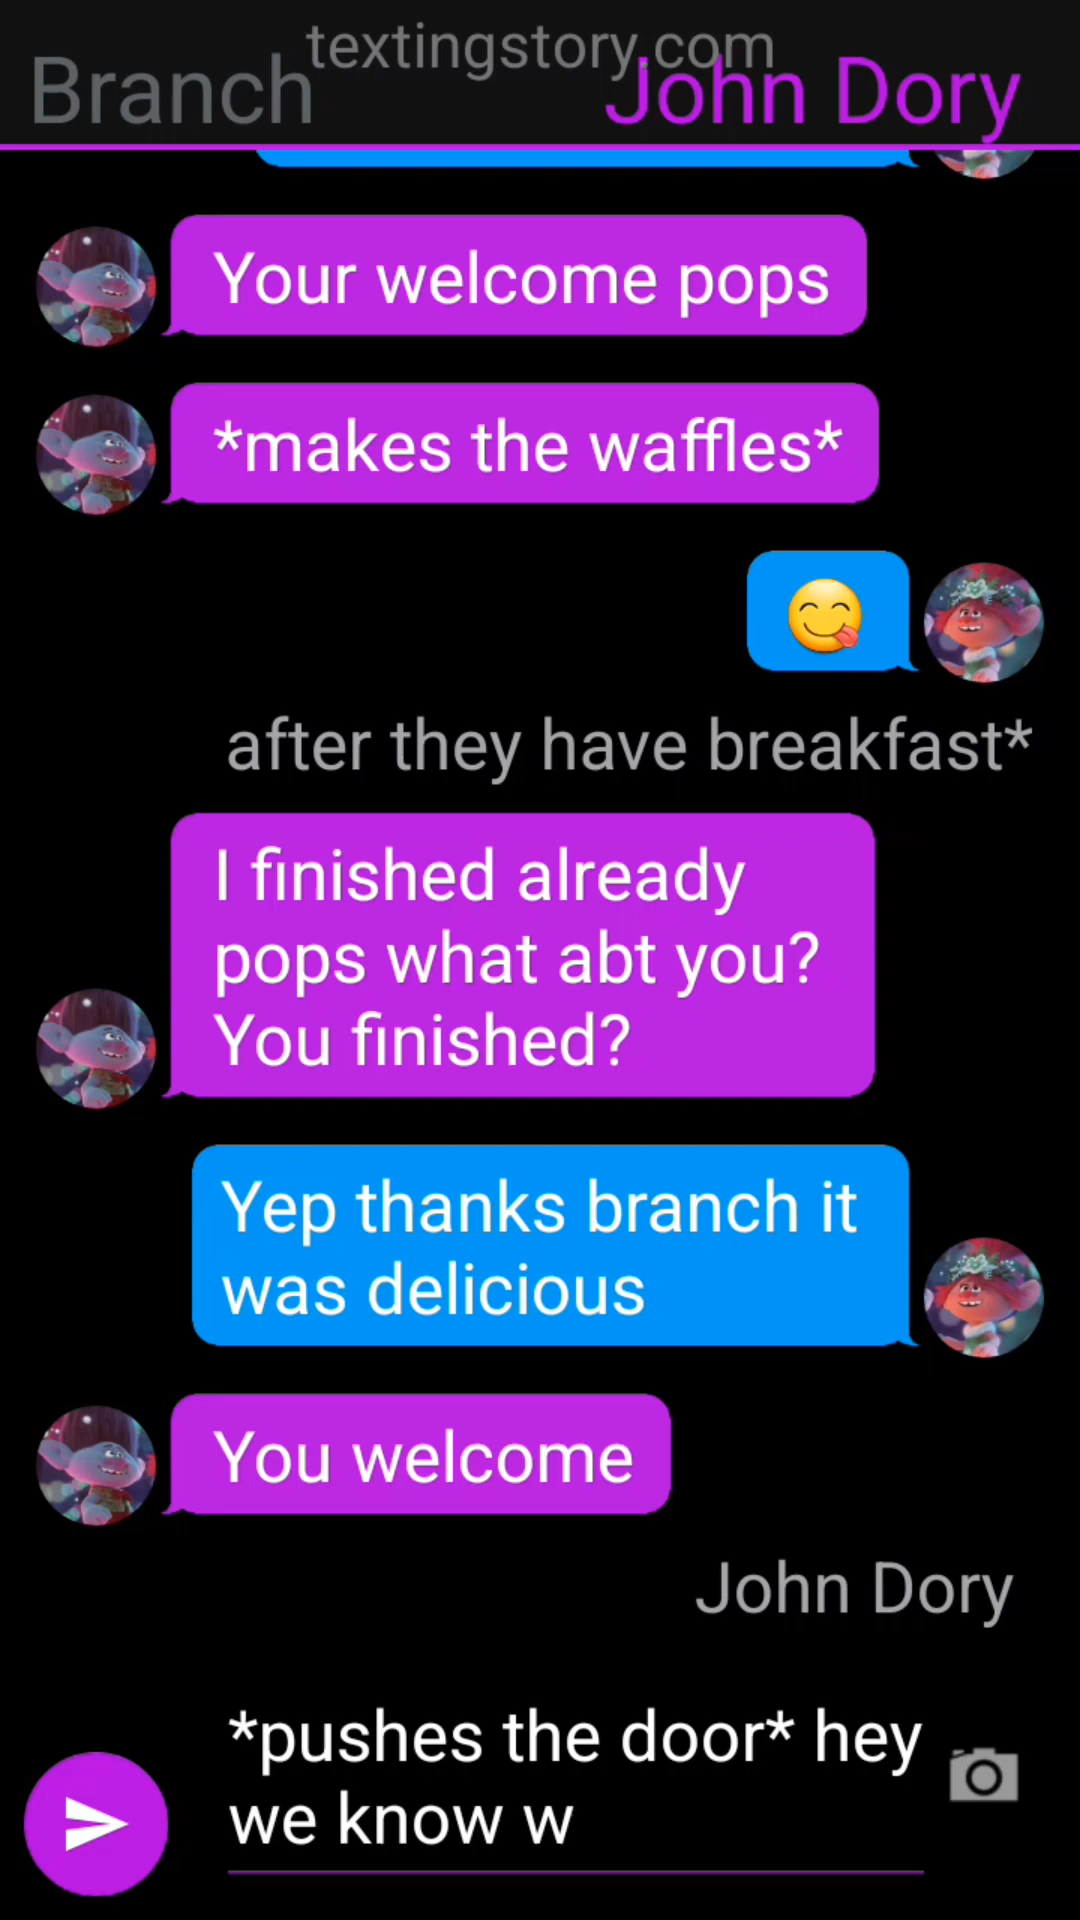 textingstory.com
Branch John Dory
Your welcome pops
*makes the waffles*
after they have breakfast*
I finished already
pops what abt you?
You finished?
Yep thanks branch it
was delicious
You welcome
John Dory
*pushes the door* hey
we know w